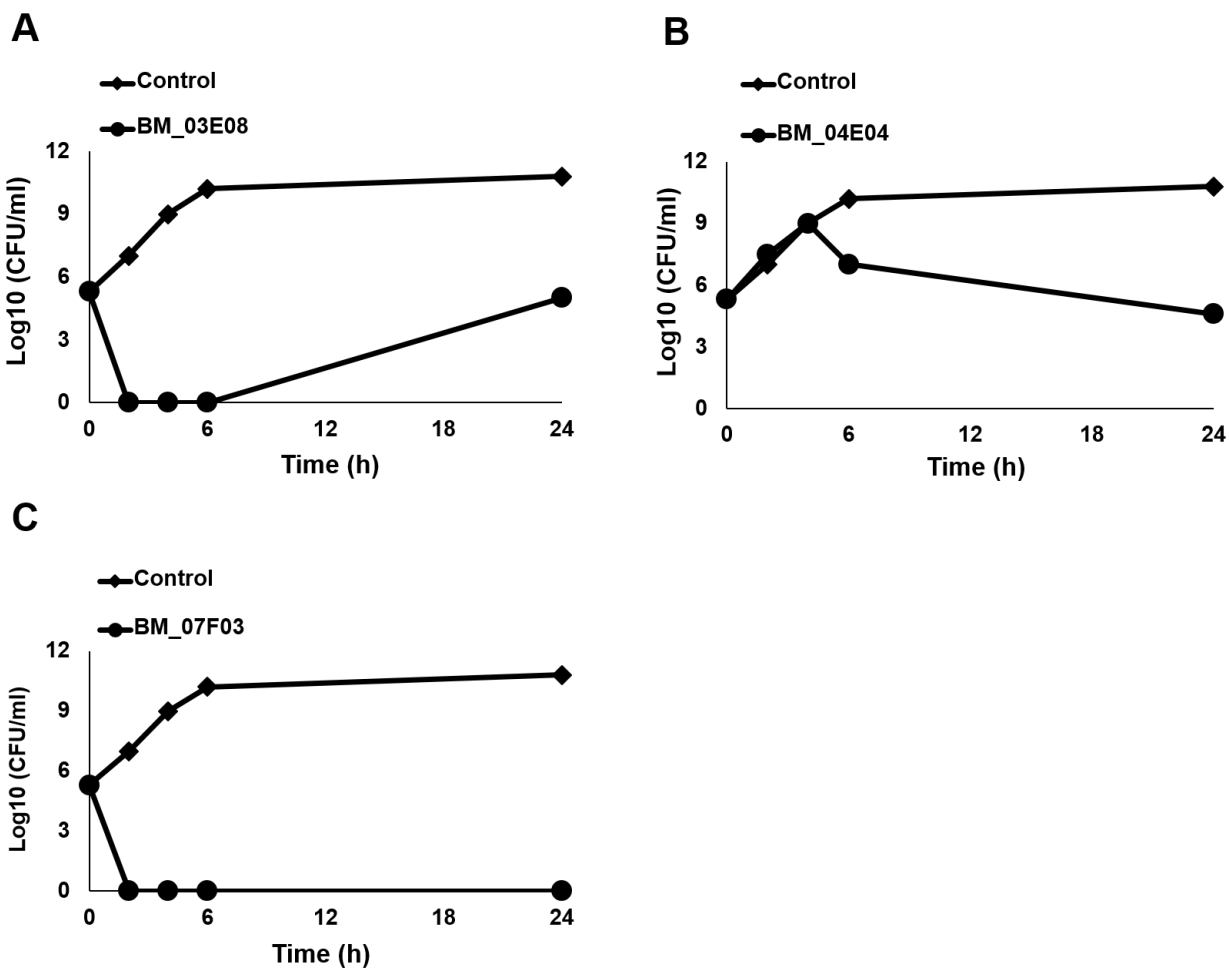 A
Control
BM_03E08
12
9
6
3
0
Log10 (CFU/ml)
0 6 12 18 24
Time (h)
B
Control
BM_04E04
12
9
6
3
0
Log10 (CFU/ml)
0 6 12 18 24
Time (h)
C
Control
BM_07F03
12
9
6
3
0
Log10 (CFU/ml)
0 6 12 18 24
Time (h)